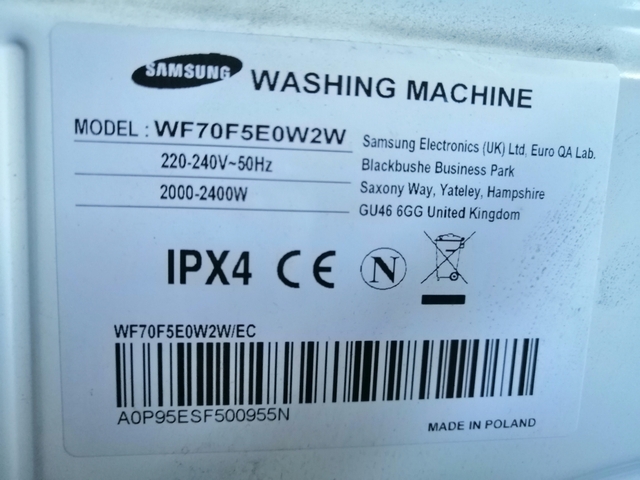 SAMSUNG WASHING MACHINE
MODEL : WF70F5E0W2W
220-240V~50Hz
2000-2400W
Samsung Electronics (UK) Ltd, Euro QA Lab.
Blackbushe Business Park
Saxony Way, Yateley, Hampshire
GU46 6GG United Kingdom
IPX4 CE N
WF70F5E0W2W/EC
A0P95ESF500955N
MADE IN POLAND